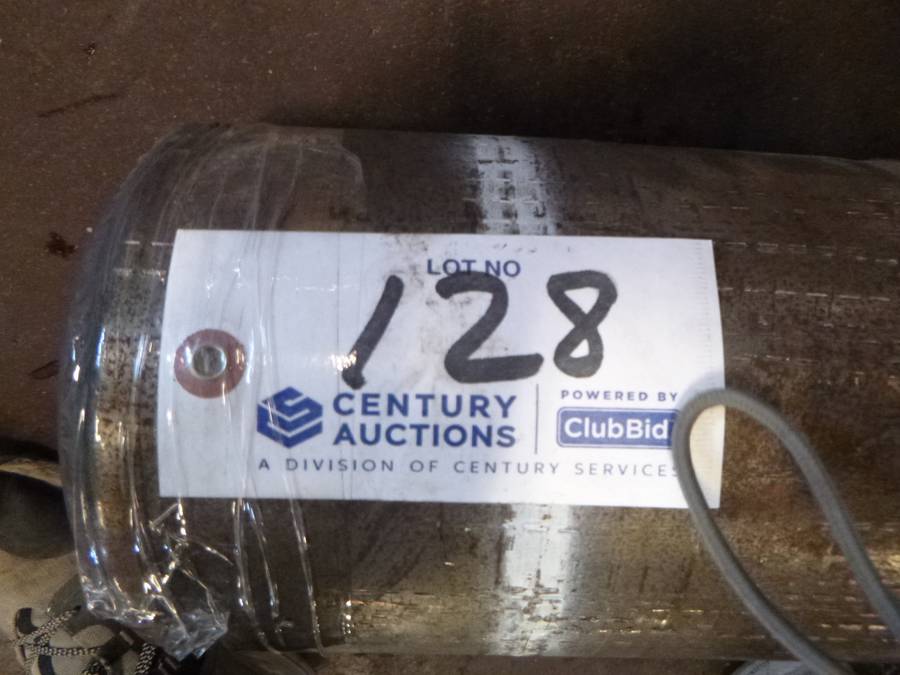 LOT NO
128
CENTURY
AUCTIONS
POWERED BY
ClubBid
A DIVISION OF CENTURY SERVICES